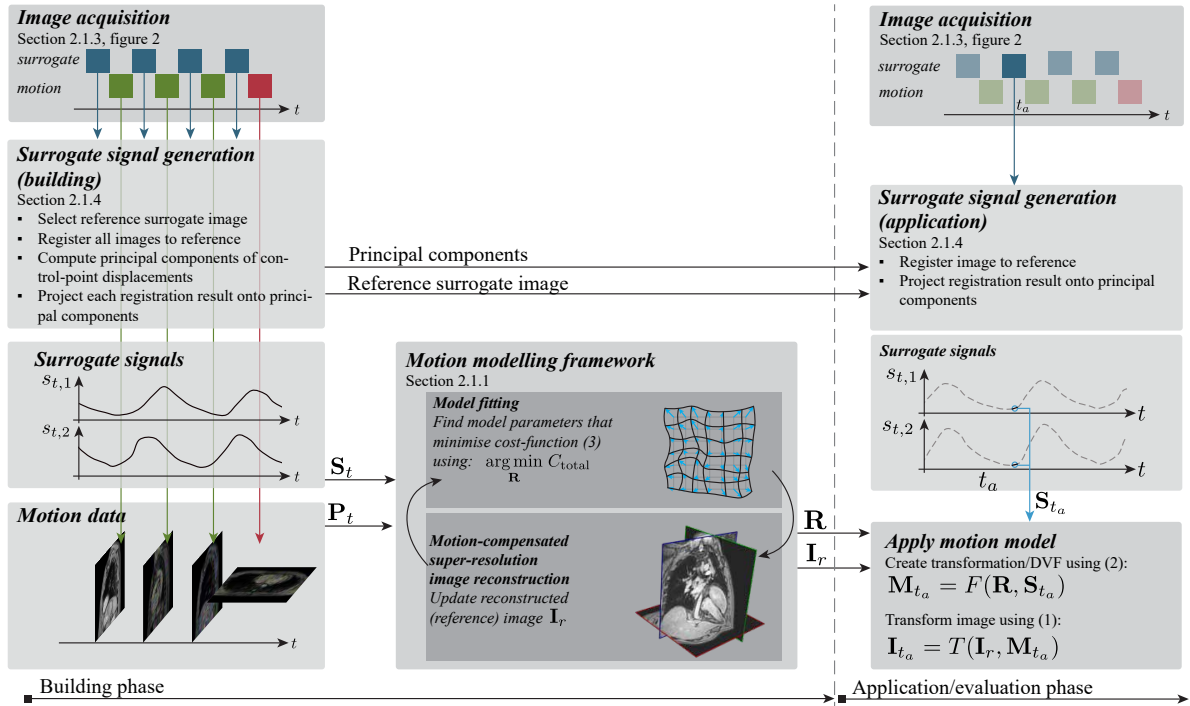 Image acquisition
Section 2.1.3, figure 2
surrogate
motion
t
Surrogate signal generation
(building)
Section 2.1.4
▪ Select reference surrogate image
▪ Register all images to reference
▪ Compute principal components of con-
trol-point displacements
▪ Project each registration result onto princi-
pal components
Surrogate signals
s_{t,1}
t
s_{t,2}
t
Motion data
t
S_t
P_t
Principal components
Reference surrogate image
Motion modelling framework
Section 2.1.1
Model fitting
Find model parameters that
minimise cost-function (3)
using: arg min C_total
R
Motion-compensated
super-resolution
image reconstruction
Update reconstructed
(reference) image I_r
R
I_r
Image acquisition
Section 2.1.3, figure 2
surrogate
motion
t_a
t
Surrogate signal generation
(application)
Section 2.1.4
▪ Register image to reference
▪ Project registration result onto principal
components
Surrogate signals
s_{t,1}
t
s_{t,2}
t
t_a
S_{t_a}
Apply motion model
Create transformation/DVF using (2):
M_{t_a} = F(R, S_{t_a})
Transform image using (1):
I_{t_a} = T(I_r, M_{t_a})
Building phase
Application/evaluation phase